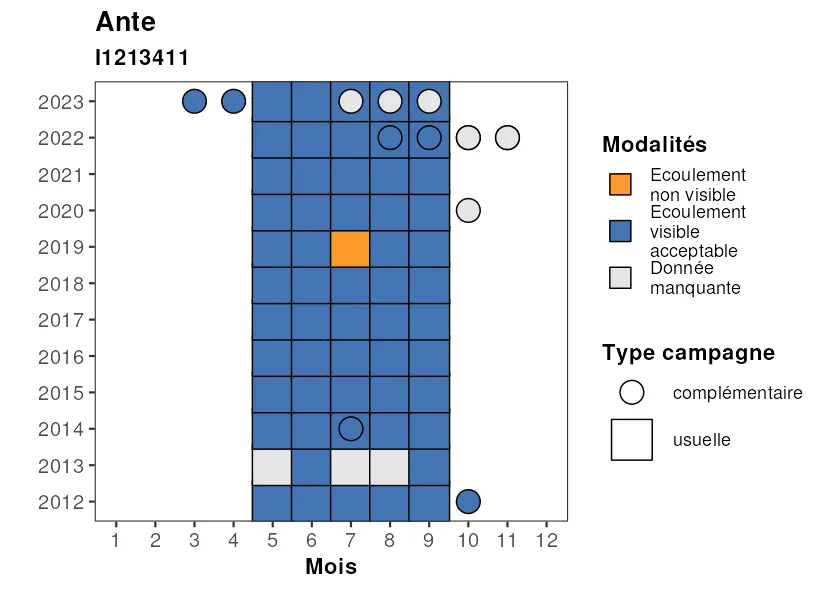 Ante
I1213411
2023
2022
2021
2020
2019
2018
2017
2016
2015
2014
2013
2012
1 2 3 4 5 6 7 8 9 10 11 12
Mois
Modalités
Ecoulement
non visible
Ecoulement
visible
acceptable
Donnée
manquante
Type campagne
complémentaire
usuelle